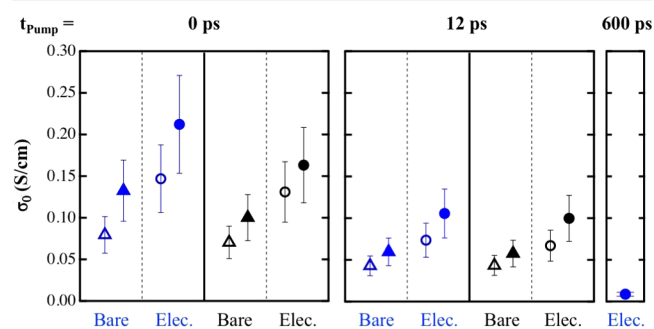 t_Pump = 0 ps 12 ps 600 ps
0.30
0.25
0.20
0.15
0.10
0.05
0.00
σ₀ (S/cm)
Bare Elec. Bare Elec. Bare Elec. Bare Elec. Elec.